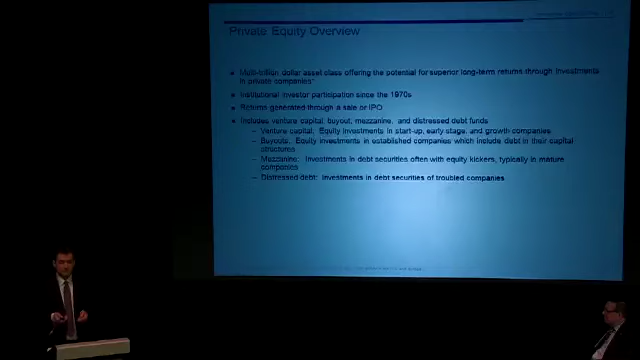 Private Equity Overview
Multi-trillion dollar asset class offering the potential for superior long-term returns through investments
in private companies*
Institutional investor participation since the 1970s
Returns generated through a sale or IPO
Includes venture capital, buyout, mezzanine, and distressed debt funds
– Venture capital: Equity investments in start-up, early stage, and growth companies
– Buyouts: Equity investments in established companies which include debt in their capital
structures
– Mezzanine: Investments in debt securities often with equity kickers, typically in mature
companies
– Distressed debt: Investments in debt securities of troubled companies